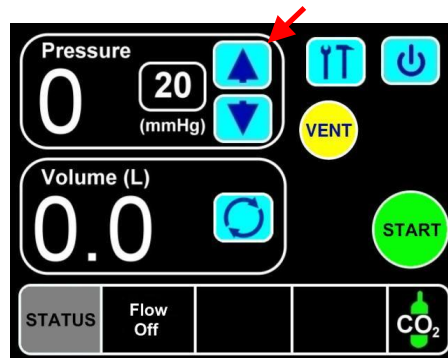 Pressure
0
20
(mmHg)
VENT
Volume (L)
0.0
START
STATUS
Flow
Off
CO₂